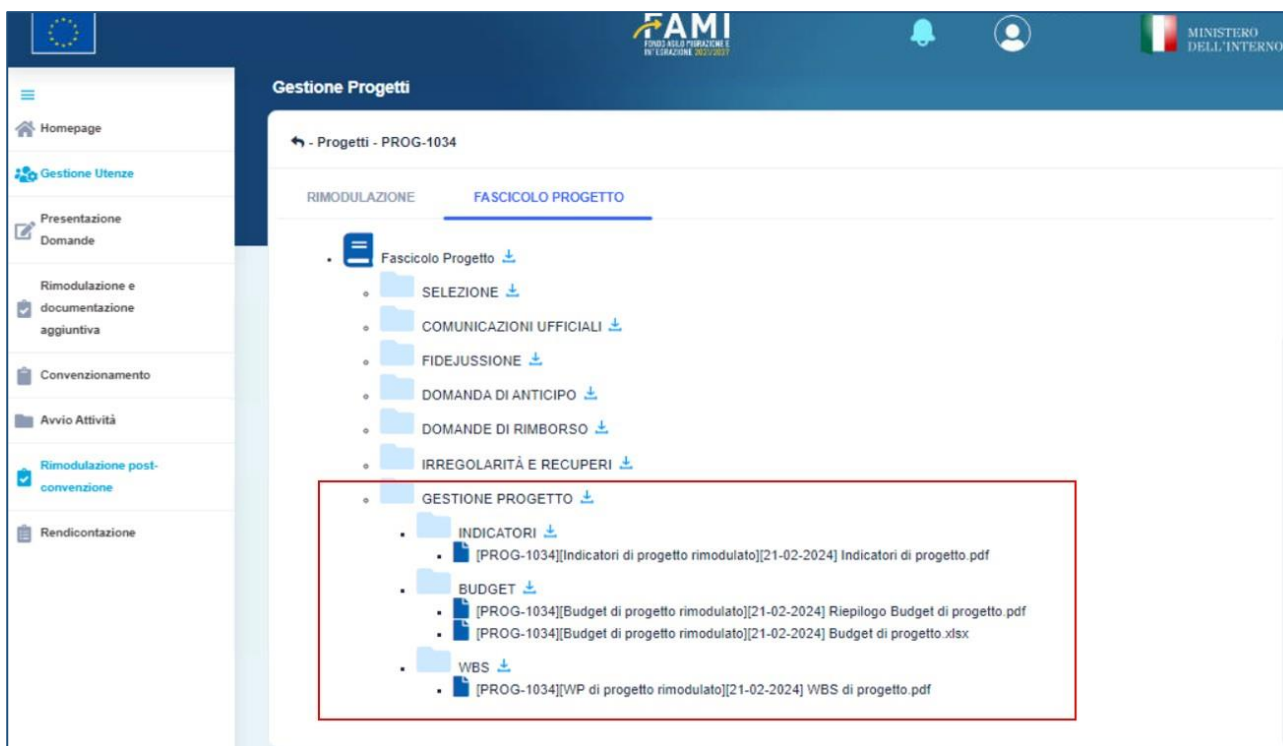 FAMI
FONDO ASILO MIGRAZIONE E
INTEGRAZIONE 2021/2027
MINISTERO
DELL'INTERNO
Gestione Progetti
Homepage
Gestione Utenze
Presentazione
Domande
Rimodulazione e
documentazione
aggiuntiva
Convenzionamento
Avvio Attività
Rimodulazione post-
convenzione
Rendicontazione
- Progetti - PROG-1034
RIMODULAZIONE FASCICOLO PROGETTO
Fascicolo Progetto
SELEZIONE
COMUNICAZIONI UFFICIALI
FIDEJUSSIONE
DOMANDA DI ANTICIPO
DOMANDE DI RIMBORSO
IRREGOLARITÀ E RECUPERI
GESTIONE PROGETTO
INDICATORI
[PROG-1034][Indicatori di progetto rimodulato][21-02-2024] Indicatori di progetto.pdf
BUDGET
[PROG-1034][Budget di progetto rimodulato][21-02-2024] Riepilogo Budget di progetto.pdf
[PROG-1034][Budget di progetto rimodulato][21-02-2024] Budget di progetto.xlsx
WBS
[PROG-1034][WP di progetto rimodulato][21-02-2024] WBS di progetto.pdf